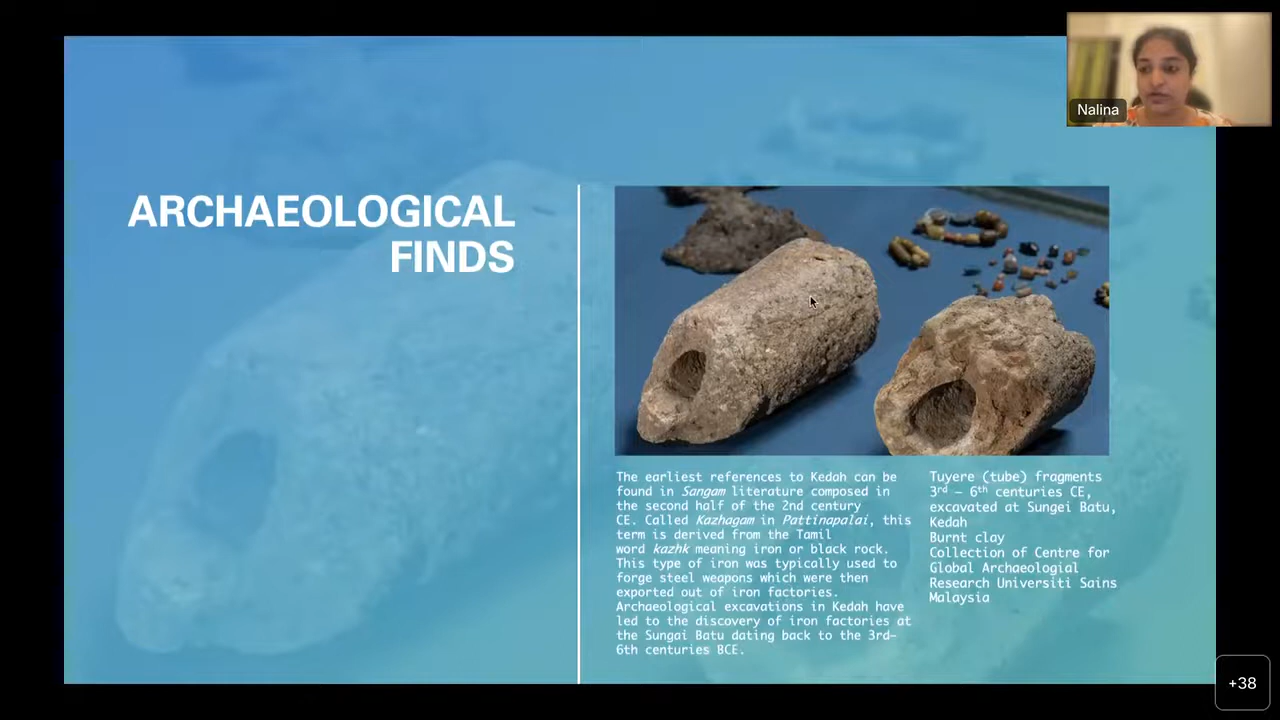 Nalina
ARCHAEOLOGICAL
FINDS
The earliest references to Kedah can be
found in Sangam literature composed in
the second half of the 2nd century
CE. Called Kazhagam in Pattinapalai, this
term is derived from the Tamil
word kazhk meaning iron or black rock.
This type of iron was typically used to
forge steel weapons which were then
exported out of iron factories.
Archaeological excavations in Kedah have
led to the discovery of iron factories at
the Sungai Batu dating back to the 3rd–
6th centuries BCE.
Tuyere (tube) fragments
3rd – 6th centuries CE,
excavated at Sungei Batu,
Kedah
Burnt clay
Collection of Centre for
Global Archaeologial
Research Universiti Sains
Malaysia
+38